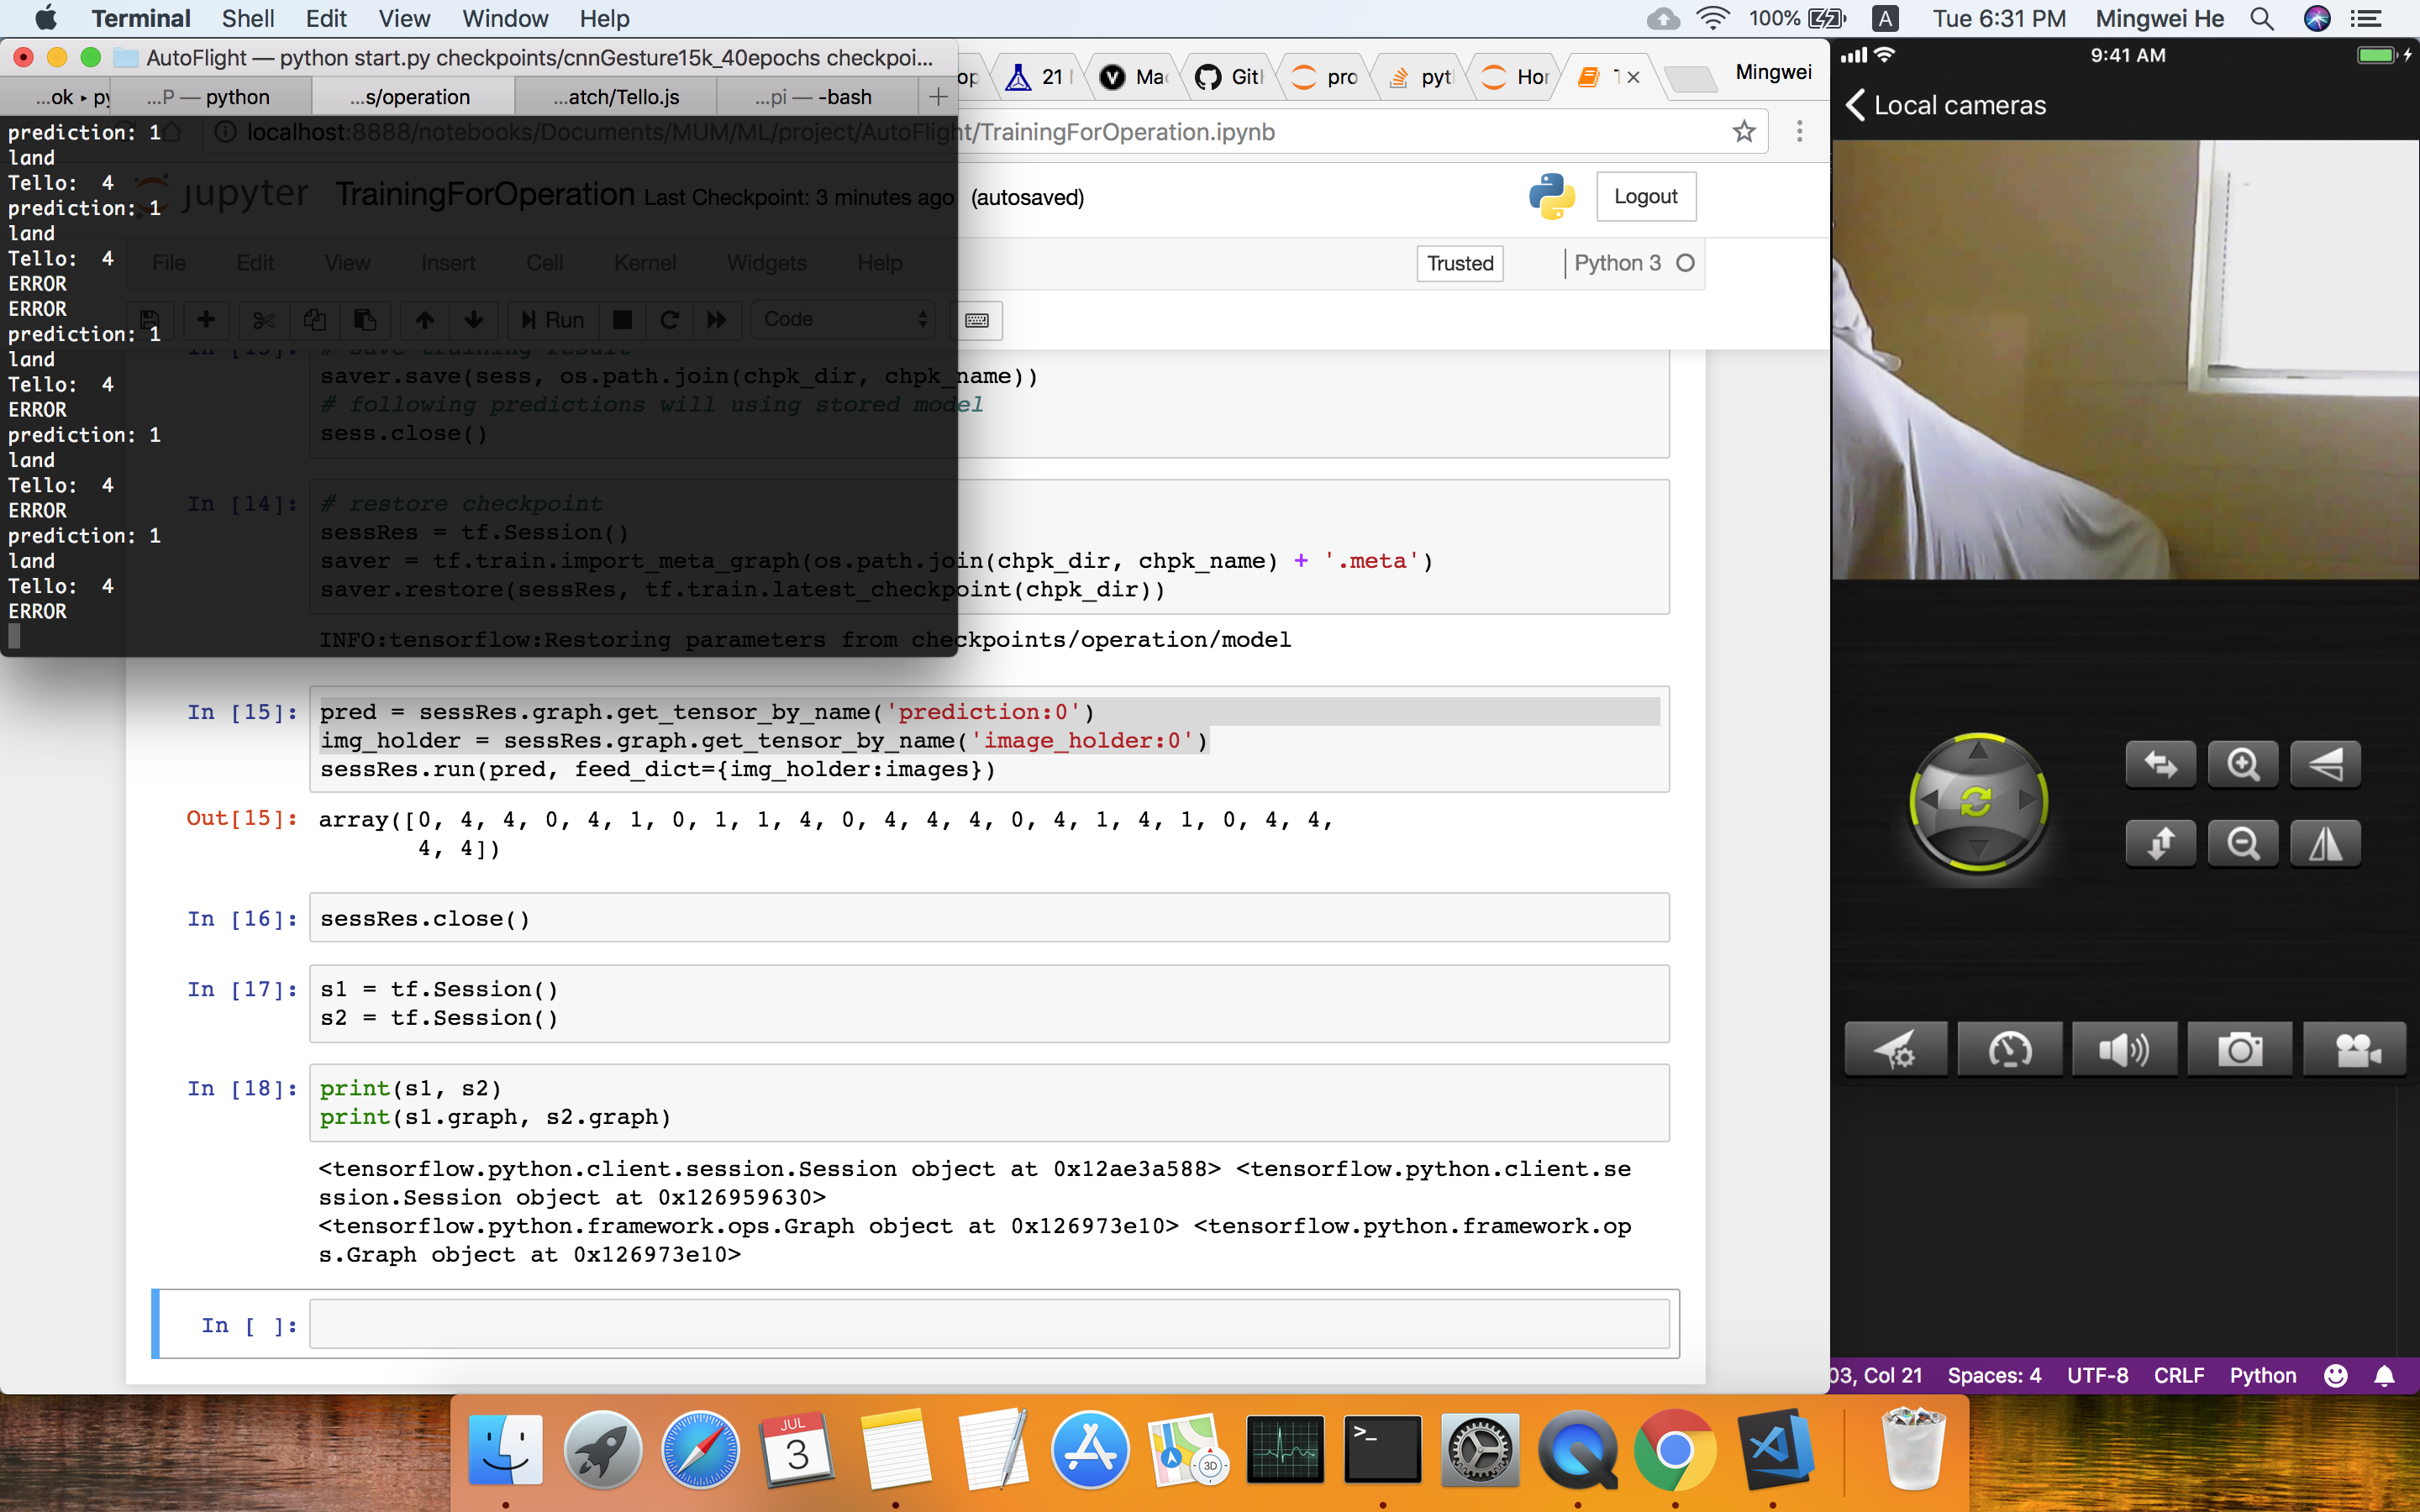 Terminal Shell Edit View Window Help 100% A Tue 6:31 PM Mingwei He
AutoFlight — python start.py checkpoints/cnnGesture15k_40epochs checkpoi...
...ok ▸ py ...P — python ...s/operation ...atch/Tello.js ...pi — -bash
prediction: 1
land
Tello: 4
prediction: 1
land
Tello: 4
ERROR
ERROR
prediction: 1
land
Tello: 4
ERROR
prediction: 1
land
Tello: 4
ERROR
prediction: 1
land
Tello: 4
ERROR
21 Mac Git pro pyt Hor Mingwei
localhost:8888/notebooks/Documents/MUM/ML/project/AutoFlight/TrainingForOperation.ipynb
jupyter TrainingForOperation Last Checkpoint: 3 minutes ago (autosaved) Logout
File Edit View Insert Cell Kernel Widgets Help Trusted Python 3
Run Code
# save training result
saver.save(sess, os.path.join(chpk_dir, chpk_name))
# following predictions will using stored model
sess.close()
In [14]: # restore checkpoint
sessRes = tf.Session()
saver = tf.train.import_meta_graph(os.path.join(chpk_dir, chpk_name) + '.meta')
saver.restore(sessRes, tf.train.latest_checkpoint(chpk_dir))
INFO:tensorflow:Restoring parameters from checkpoints/operation/model
In [15]: pred = sessRes.graph.get_tensor_by_name('prediction:0')
img_holder = sessRes.graph.get_tensor_by_name('image_holder:0')
sessRes.run(pred, feed_dict={img_holder:images})
Out[15]: array([0, 4, 4, 0, 4, 1, 0, 1, 1, 4, 0, 4, 4, 4, 0, 4, 1, 4, 1, 0, 4, 4,
4, 4])
In [16]: sessRes.close()
In [17]: s1 = tf.Session()
s2 = tf.Session()
In [18]: print(s1, s2)
print(s1.graph, s2.graph)
<tensorflow.python.client.session.Session object at 0x12ae3a588> <tensorflow.python.client.se
ssion.Session object at 0x126959630>
<tensorflow.python.framework.ops.Graph object at 0x126973e10> <tensorflow.python.framework.op
s.Graph object at 0x126973e10>
In [ ]:
9:41 AM
Local cameras
03, Col 21 Spaces: 4 UTF-8 CRLF Python
JUL
3
3D
>_